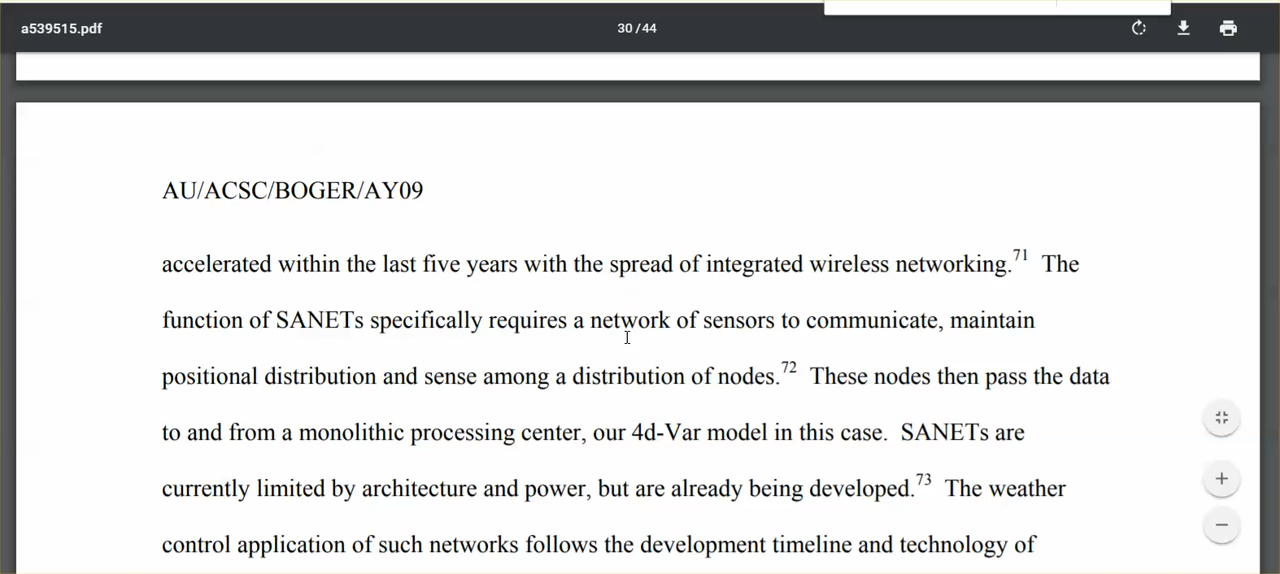 a539515.pdf
30 / 44
AU/ACSC/BOGER/AY09
accelerated within the last five years with the spread of integrated wireless networking.71 The
function of SANETs specifically requires a network of sensors to communicate, maintain
positional distribution and sense among a distribution of nodes.72 These nodes then pass the data
to and from a monolithic processing center, our 4d-Var model in this case. SANETs are
currently limited by architecture and power, but are already being developed.73 The weather
control application of such networks follows the development timeline and technology of